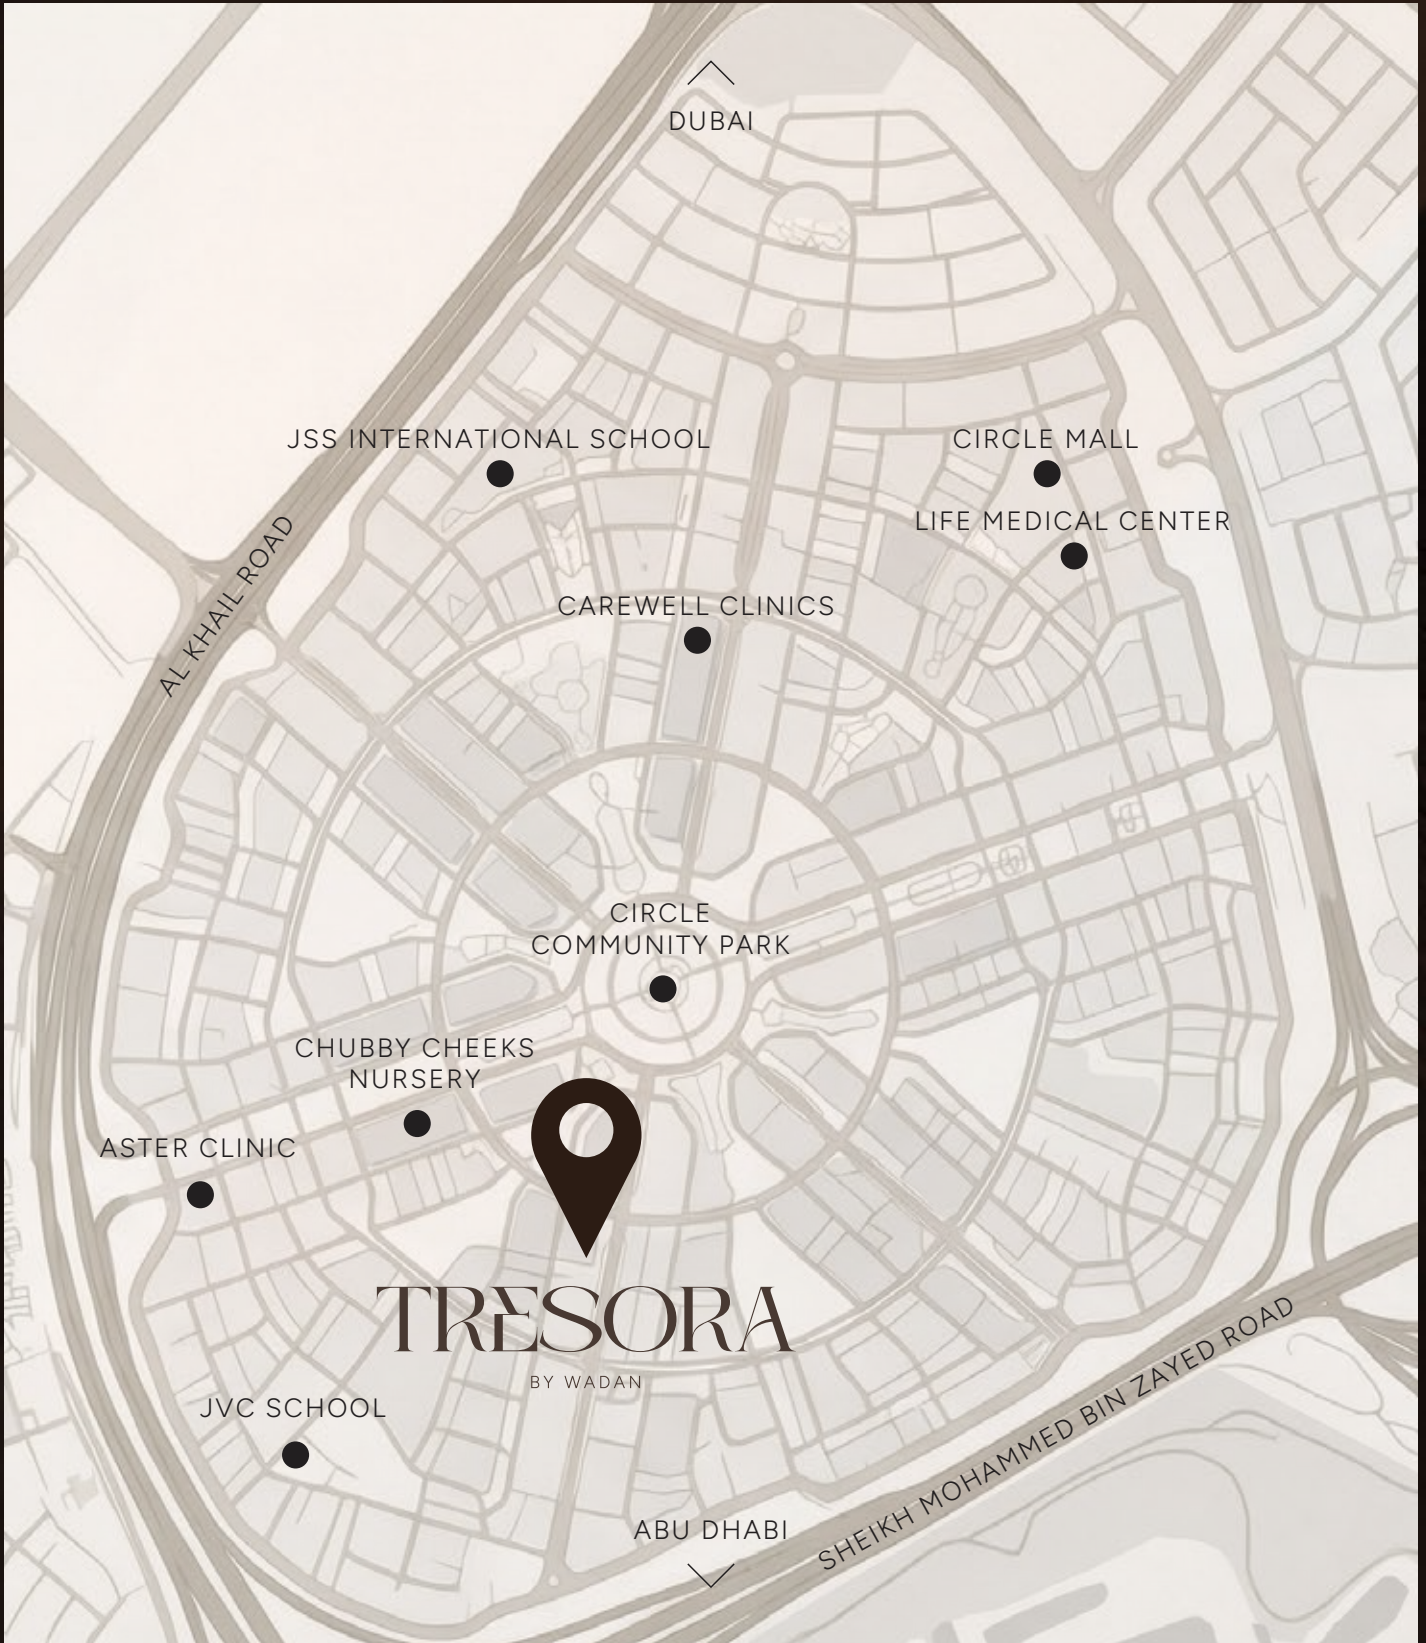 DUBAI
JSS INTERNATIONAL SCHOOL
CIRCLE MALL
LIFE MEDICAL CENTER
AL KHAIL ROAD
CAREWELL CLINICS
CIRCLE
COMMUNITY PARK
CHUBBY CHEEKS
NURSERY
ASTER CLINIC
TRESORA
BY WADAN
JVC SCHOOL
SHEIKH MOHAMMED BIN ZAYED ROAD
ABU DHABI